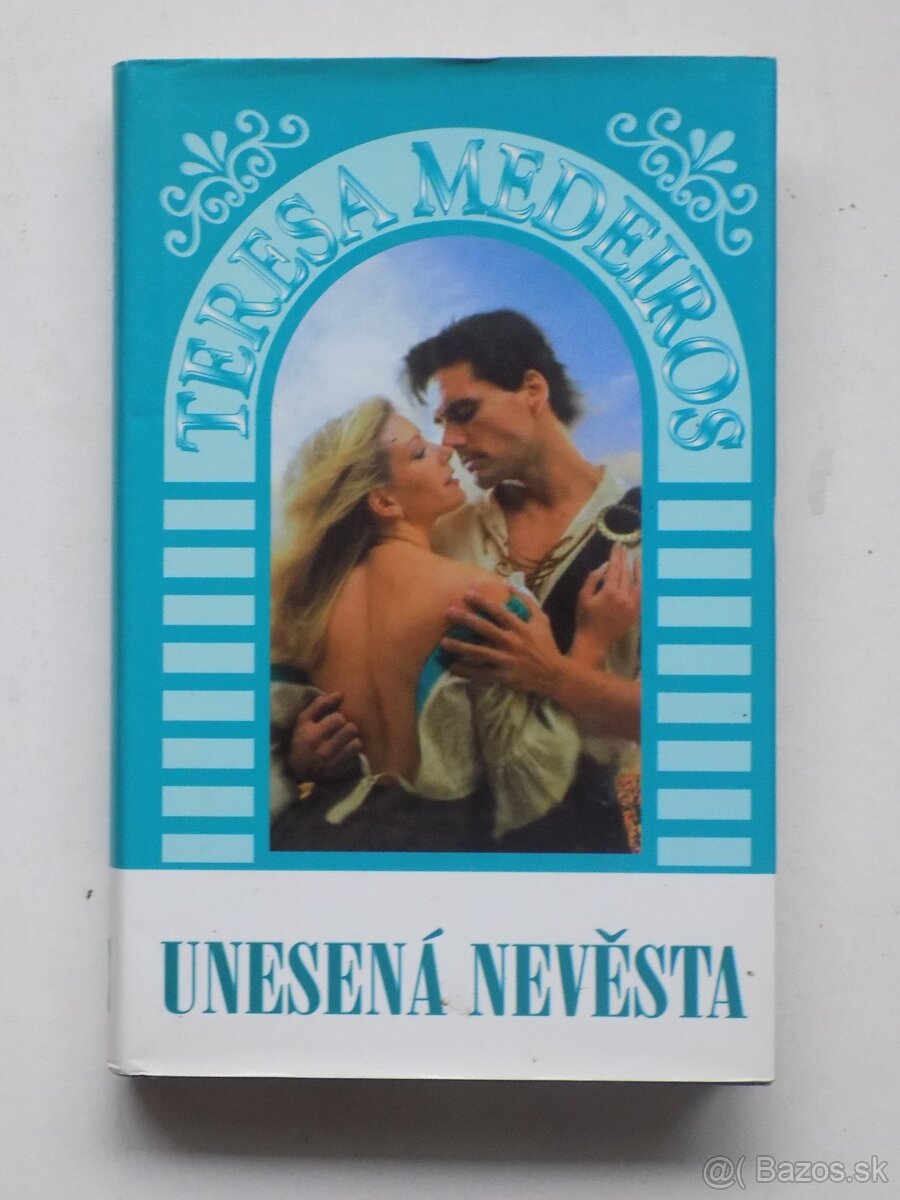 TERESA MEDEIROS
UNESENÁ NEVĚSTA
@( Bazos.sk